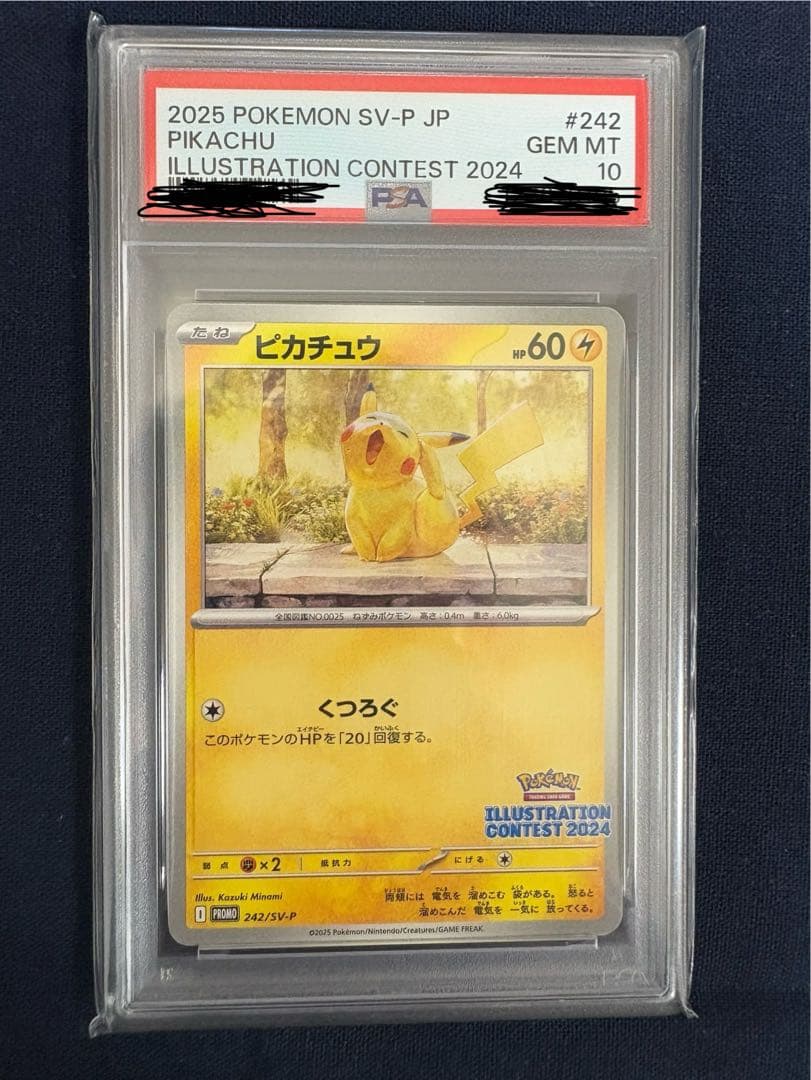 2025 POKEMON SV-P JP #242
PIKACHU GEM MT
ILLUSTRATION CONTEST 2024 10
PSA
たね ピカチュウ HP60
全国図鑑NO.0025 ねずみポケモン 高さ:0.4m 重さ:6.0kg
くつろぐ
このポケモンのHPを「20」回復する。
Pokémon
TRADING CARD GAME
ILLUSTRATION
CONTEST 2024
弱点 ×2 抵抗力 にげる
Illus. Kazuki Minami
両頬には 電気を 溜めこむ 袋がある。 怒ると
溜めこんだ 電気を 一気に 放ってくる。
I PROMO 242/SV-P
©2025 Pokémon/Nintendo/Creatures/GAME FREAK.